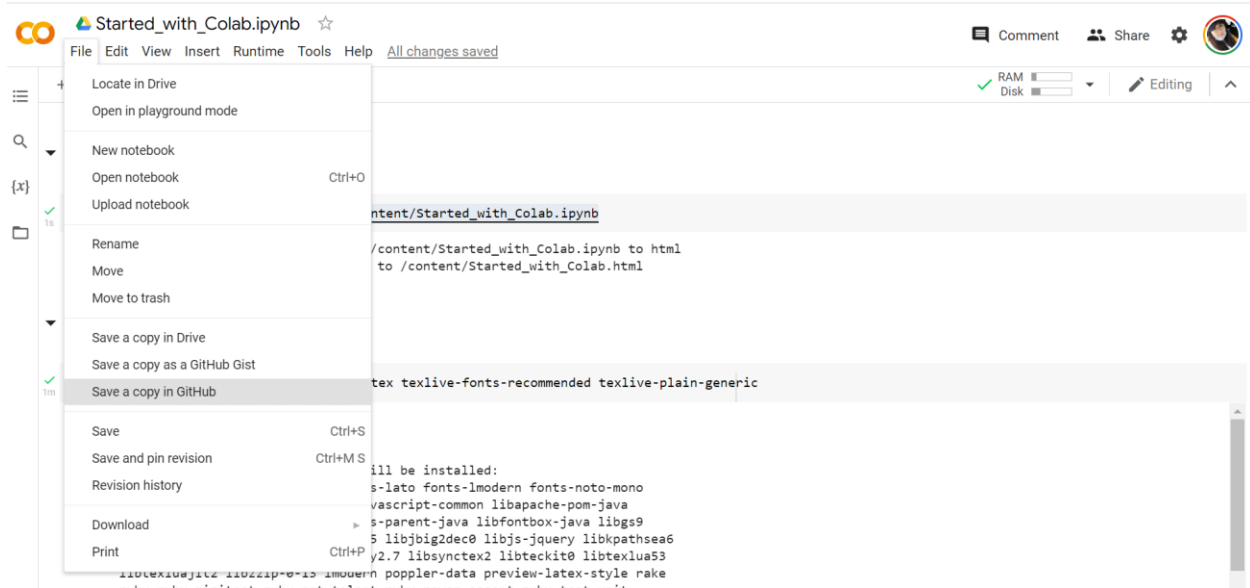 Started_with_Colab.ipynb
File Edit View Insert Runtime Tools Help All changes saved
Comment Share
RAM
Disk
Editing
Locate in Drive
Open in playground mode
New notebook
Open notebook Ctrl+O
Upload notebook
{x}
1s
ntent/Started_with_Colab.ipynb
Rename
/content/Started_with_Colab.ipynb to html
Move
to /content/Started_with_Colab.html
Move to trash
Save a copy in Drive
Save a copy as a GitHub Gist
1m
Save a copy in GitHub
tex texlive-fonts-recommended texlive-plain-generic
Save Ctrl+S
Save and pin revision Ctrl+M S
ill be installed:
Revision history
s-lato fonts-lmodern fonts-noto-mono
vascript-common libapache-pom-java
Download
s-parent-java libfontbox-java libgs9
5 libjbig2dec0 libjs-jquery libkpathsea6
Print Ctrl+P
y2.7 libsynctex2 libteckit0 libtexlua53
libtexluajit2 libzzip-0-13 lmodern poppler-data preview-latex-style rake